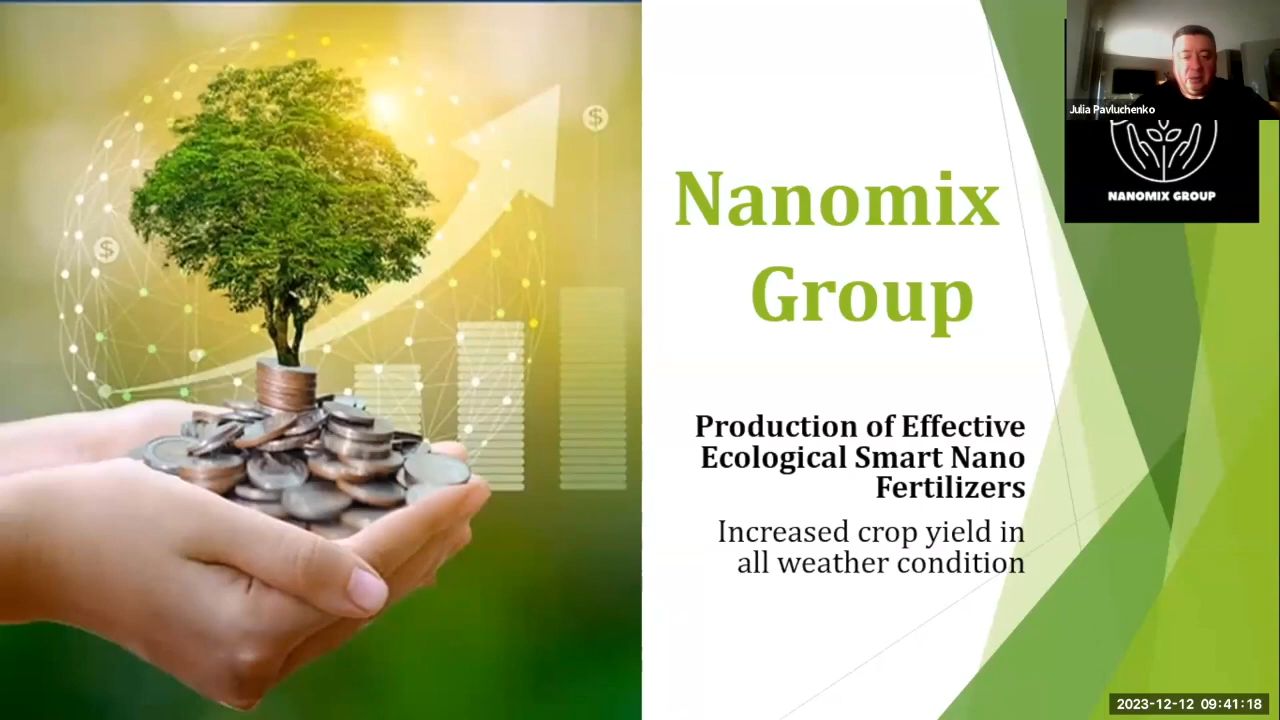 Julia Pavluchenko
NANOMIX GROUP
Nanomix
Group
Production of Effective
Ecological Smart Nano
Fertilizers
Increased crop yield in
all weather condition
$
$
2023-12-12 09:41:18